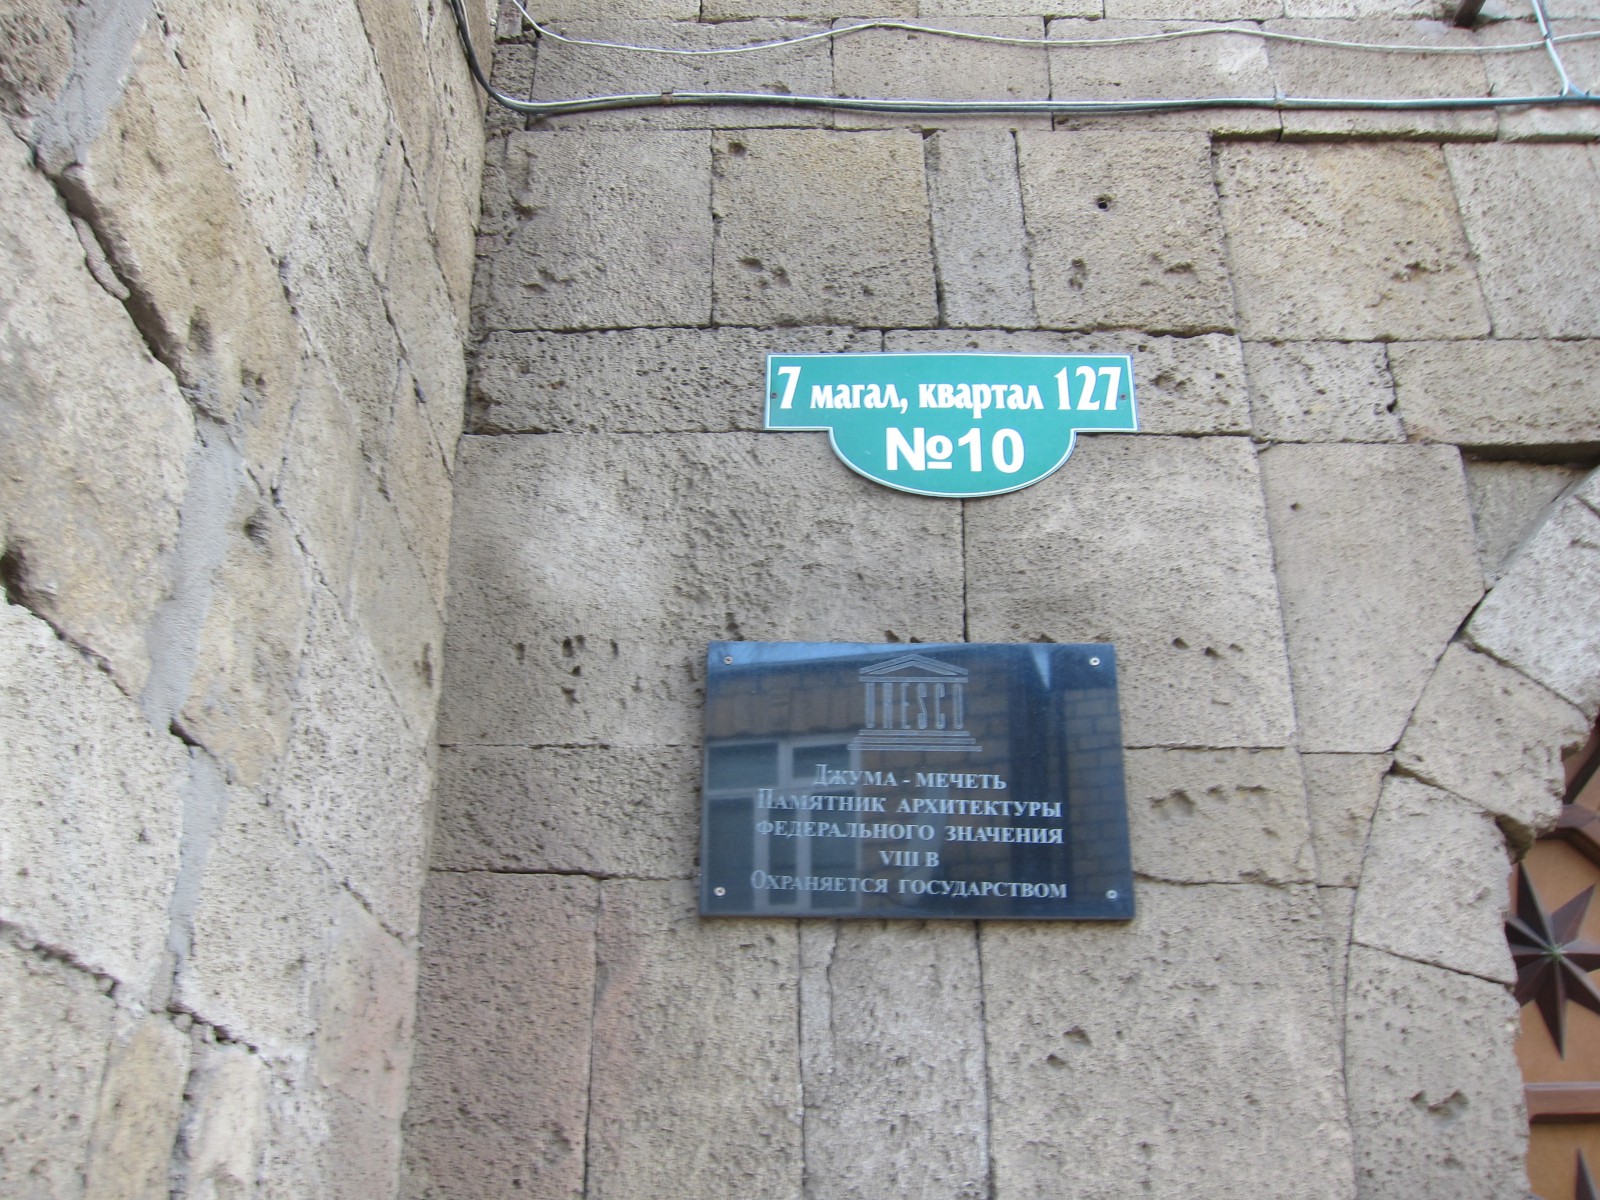 7 магал, квартал 127
№10
UNESCO
Джума - мечеть
Памятник архитектуры
федерального значения
VIII в
Охраняется государством